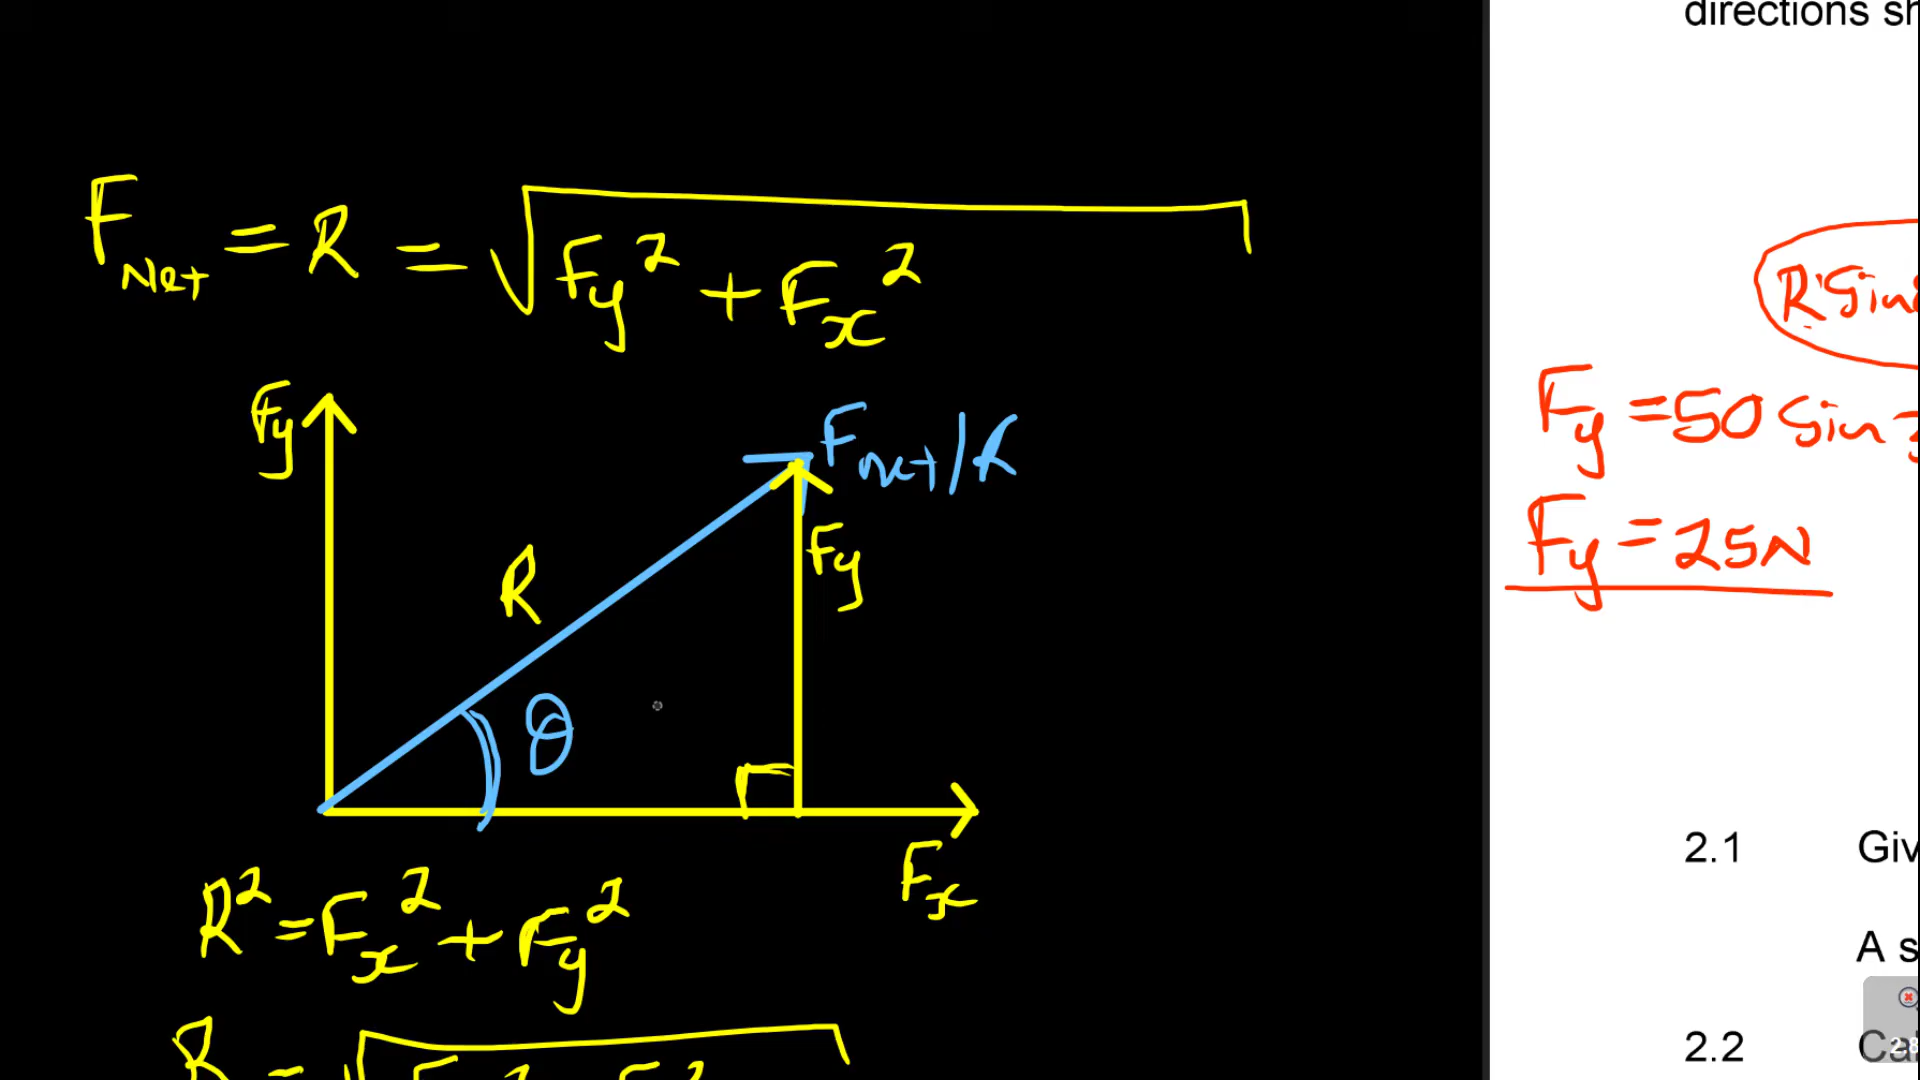 directions sh
F_Net = R = √(Fy² + Fx²)
Fy
Fnet/R
R
Fy
θ
Fx
R² = Fx² + Fy²
R =
R Sin
Fy = 50 Sin 3
Fy = 25N
2.1 Giv
A s
2.2 Ca